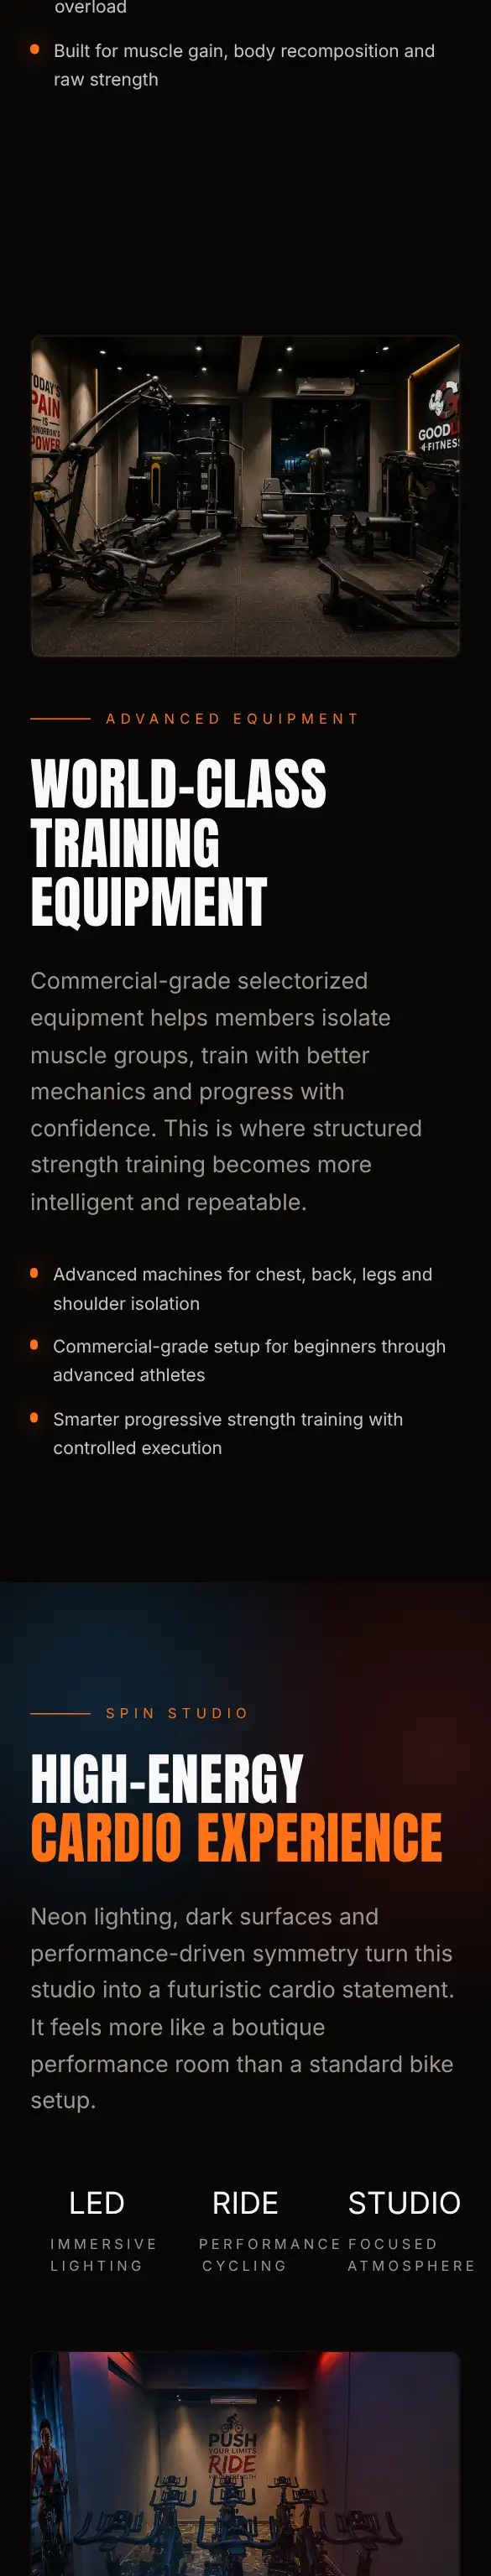 overload
Built for muscle gain, body recomposition and
raw strength
TODAY'S
PAIN
IS
TOMORROW'S
POWER
GOODL
FITNESS
ADVANCED EQUIPMENT
WORLD-CLASS
TRAINING
EQUIPMENT
Commercial-grade selectorized
equipment helps members isolate
muscle groups, train with better
mechanics and progress with
confidence. This is where structured
strength training becomes more
intelligent and repeatable.
Advanced machines for chest, back, legs and
shoulder isolation
Commercial-grade setup for beginners through
advanced athletes
Smarter progressive strength training with
controlled execution
SPIN STUDIO
HIGH-ENERGY
CARDIO EXPERIENCE
Neon lighting, dark surfaces and
performance-driven symmetry turn this
studio into a futuristic cardio statement.
It feels more like a boutique
performance room than a standard bike
setup.
LED RIDE STUDIO
IMMERSIVE PERFORMANCE FOCUSED
LIGHTING CYCLING ATMOSPHERE
PUSH
YOUR LIMITS
RIDE
YOUR STRENGTH